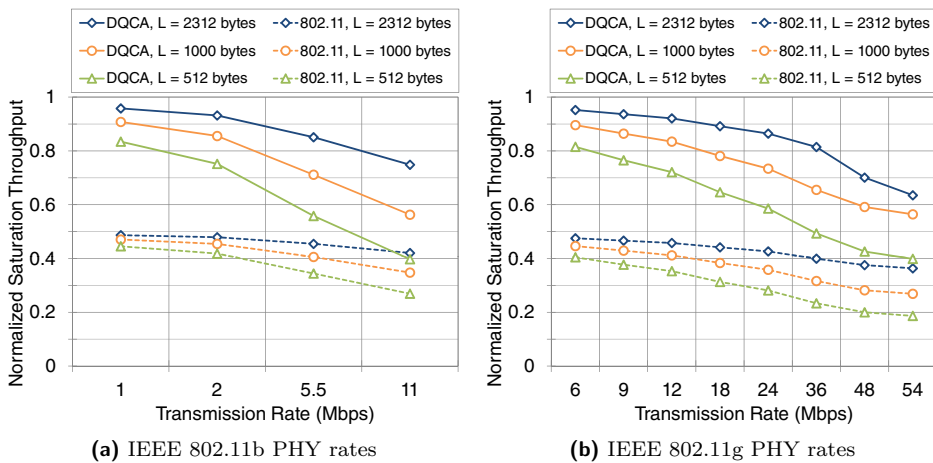 DQCA, L = 2312 bytes
802.11, L = 2312 bytes
DQCA, L = 1000 bytes
802.11, L = 1000 bytes
DQCA, L = 512 bytes
802.11, L = 512 bytes
Normalized Saturation Throughput
1
0.8
0.6
0.4
0.2
0
1 2 5.5 11
Transmission Rate (Mbps)
(a) IEEE 802.11b PHY rates
DQCA, L = 2312 bytes
802.11, L = 2312 bytes
DQCA, L = 1000 bytes
802.11, L = 1000 bytes
DQCA, L = 512 bytes
802.11, L = 512 bytes
Normalized Saturation Throughput
1
0.8
0.6
0.4
0.2
0
6 9 12 18 24 36 48 54
Transmission Rate (Mbps)
(b) IEEE 802.11g PHY rates